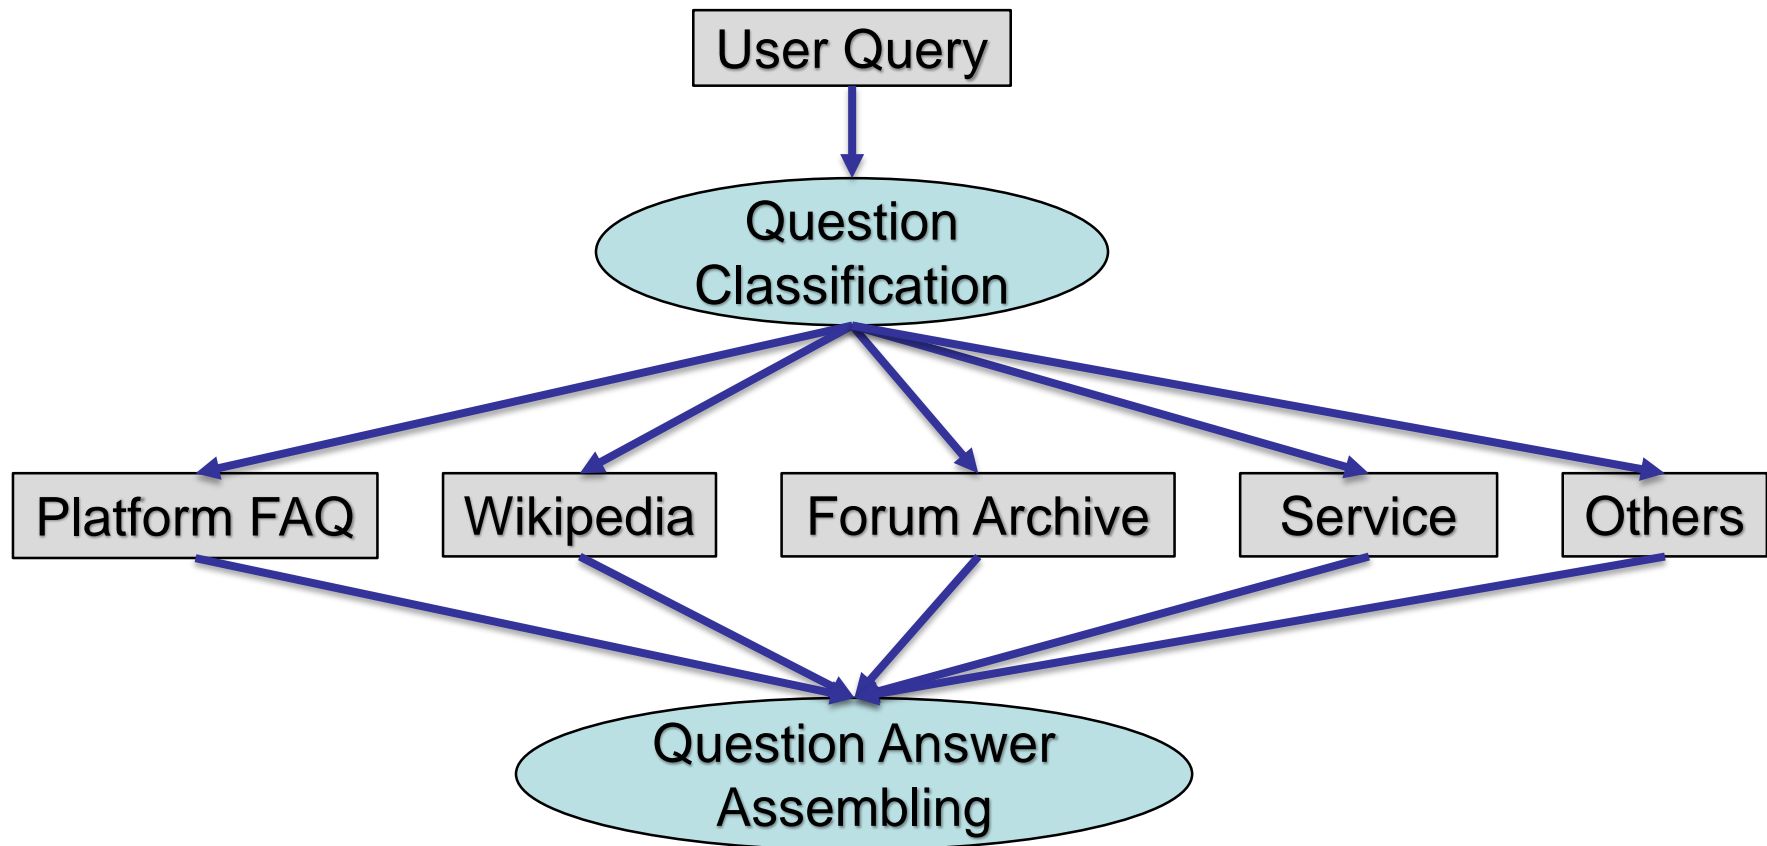 User Query
Question
Classification
Platform FAQ
Wikipedia
Forum Archive
Service
Others
Question Answer
Assembling